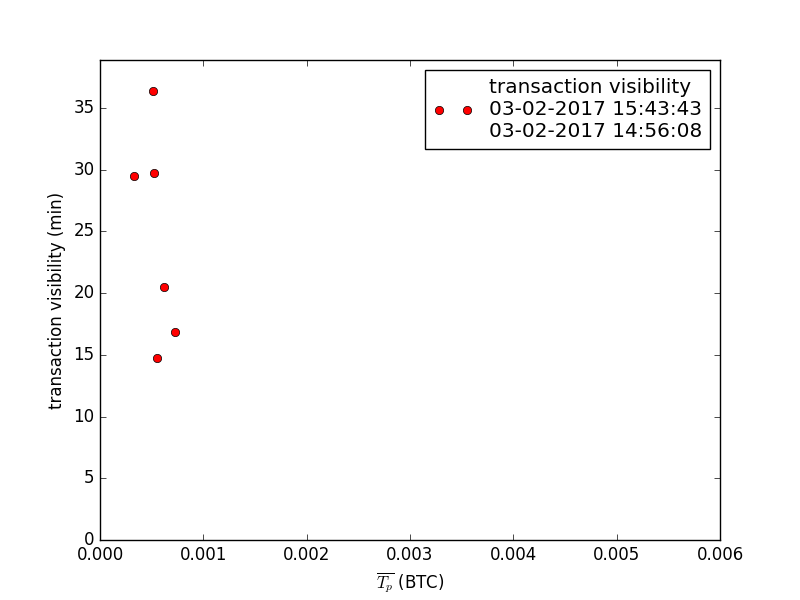 transaction visibility
03-02-2017 15:43:43
03-02-2017 14:56:08
transaction visibility (min)
35
30
25
20
15
10
5
0
0.000 0.001 0.002 0.003 0.004 0.005 0.006
$\overline{T_p}$ (BTC)